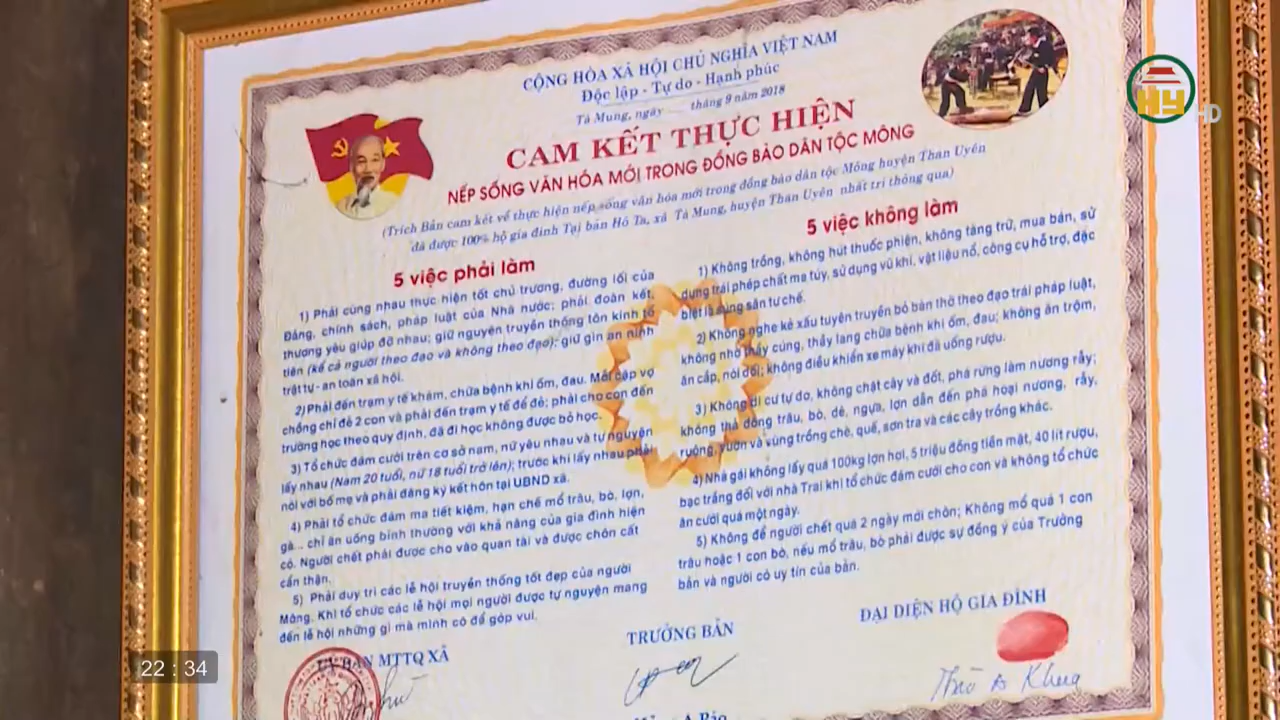 CỘNG HÒA XÃ HỘI CHỦ NGHĨA VIỆT NAM
Độc lập - Tự do - Hạnh phúc
Tà Mung, ngày tháng 9 năm 2018
CAM KẾT THỰC HIỆN
NẾP SỐNG VĂN HÓA MỚI TRONG ĐỒNG BÀO DÂN TỘC MÔNG
(Trích Bản cam kết về thực hiện nếp sống văn hóa mới trong đồng bào dân tộc Mông huyện Than Uyên
đã được 100% hộ gia đình Tại bản Hô Ta, xã Tà Mung, huyện Than Uyên nhất trí thông qua)
5 việc phải làm
1) Phải cùng nhau thực hiện tốt chủ trương, đường lối của
Đảng, chính sách, pháp luật của Nhà nước; phải đoàn kết,
thương yêu giúp đỡ nhau; giữ nguyên truyền thống tôn kính tổ
tiên (kể cả người theo đạo và không theo đạo); giữ gìn an ninh
trật tự - an toàn xã hội.
2) Phải đến trạm y tế khám, chữa bệnh khi ốm, đau. Mỗi cặp vợ
chồng chỉ đẻ 2 con và phải đến trạm y tế để đẻ; phải cho con đến
trường học theo quy định, đã đi học không được bỏ học.
3) Tổ chức đám cưới trên cơ sở nam, nữ yêu nhau và tự nguyện
lấy nhau (Nam 20 tuổi, nữ 18 tuổi trở lên); trước khi lấy nhau phải
nói với bố mẹ và phải đăng ký kết hôn tại UBND xã.
4) Phải tổ chức đám ma tiết kiệm, hạn chế mổ trâu, bò, lợn,
gà... chỉ ăn uống bình thường với khả năng của gia đình hiện
có. Người chết phải được cho vào quan tài và được chôn cất
cẩn thận.
5) Phải duy trì các lễ hội truyền thống tốt đẹp của người
Mông. Khi tổ chức các lễ hội mọi người được tự nguyện mang
đến lễ hội những gì mà mình có để góp vui.
5 việc không làm
1) Không trồng, không hút thuốc phiện, không tàng trữ, mua bán, sử
dụng trái phép chất ma túy, sử dụng vũ khí, vật liệu nổ, công cụ hỗ trợ, đặc
biệt là súng săn tự chế.
2) Không nghe kẻ xấu tuyên truyền bỏ bàn thờ theo đạo trái pháp luật,
không nhờ thầy cúng, thầy lang chữa bệnh khi ốm, đau; không ăn trộm,
ăn cắp, nói dối; không điều khiển xe máy khi đã uống rượu.
3) Không di cư tự do, không chặt cây và đốt, phá rừng làm nương rẫy;
không thả dông trâu, bò, dê, ngựa, lợn dẫn đến phá hoại nương, rẫy,
ruộng, vườn và vùng trồng chè, quế, sơn tra và các cây trồng khác.
4) Nhà gái không lấy quá 100kg lợn hơi, 5 triệu đồng tiền mặt, 40 lít rượu,
bạc trắng đối với nhà Trai khi tổ chức đám cưới cho con và không tổ chức
ăn cưới quá một ngày.
5) Không để người chết quá 2 ngày mới chôn; Không mổ quá 1 con
trâu hoặc 1 con bò, nếu mổ trâu, bò phải được sự đồng ý của Trưởng
bản và người có uy tín của bản.
BAN MTTQ XÃ
TRƯỞNG BẢN
ĐẠI DIỆN HỘ GIA ĐÌNH
Thào A Khua
HY HD
22 : 34